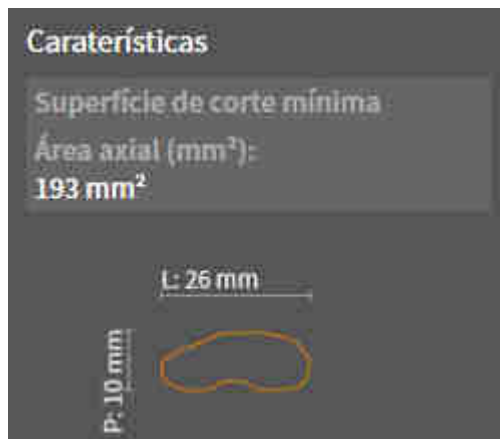 Caraterísticas
Superfície de corte mínima
Área axial (mm²):
193 mm²
L: 26 mm
P: 10 mm